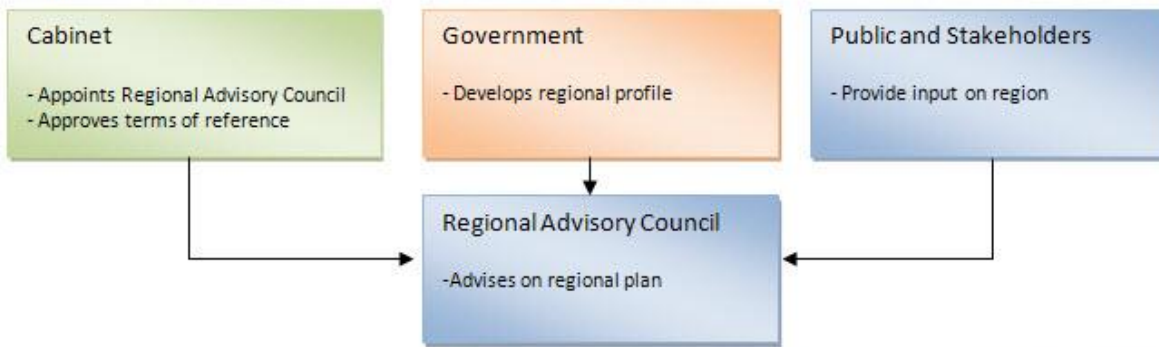 Cabinet
- Appoints Regional Advisory Council
- Approves terms of reference
Government
- Develops regional profile
Public and Stakeholders
- Provide input on region
Regional Advisory Council
-Advises on regional plan